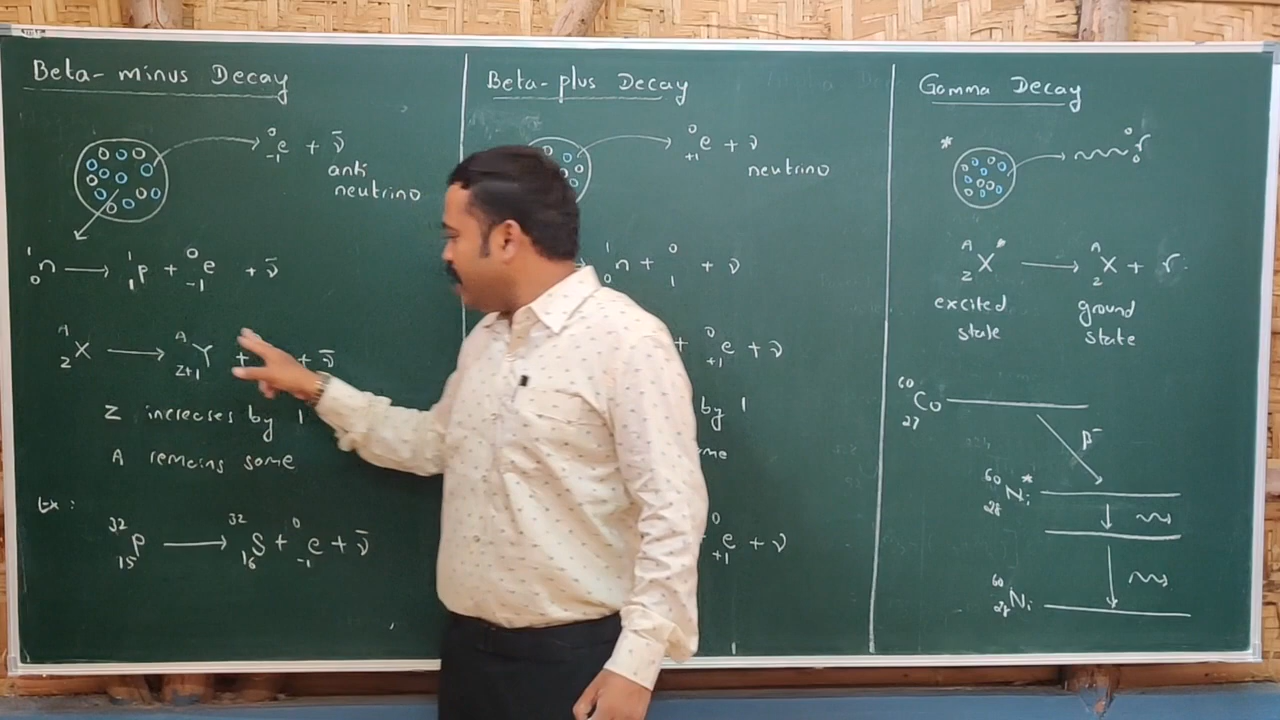 Beta-minus Decay
⁰₋₁e + ν̄
anti
neutrino
¹₀n ⟶ ¹₁p + ⁰₋₁e + ν̄
ᴬ_Z X ⟶ ᴬ_Z+1 Y + + ν̄
Z increases by 1
A remains same
Ex:
³²₁₅P ⟶ ³²₁₆S + ⁰₋₁e + ν̄
Beta-plus Decay
⁰₊₁e + ν
neutrino
¹₀n + ⁰₁ + ν
+ ⁰₊₁e + ν
by 1
me
⁰₊₁e + ν
Gamma Decay
* ⁰₀γ
ᴬ_Z X* ⟶ ᴬ_Z X + γ
excited ground
state state
⁶⁰₂₇Co
β⁻
⁶⁰₂₈Ni*
⁶⁰₂₈Ni